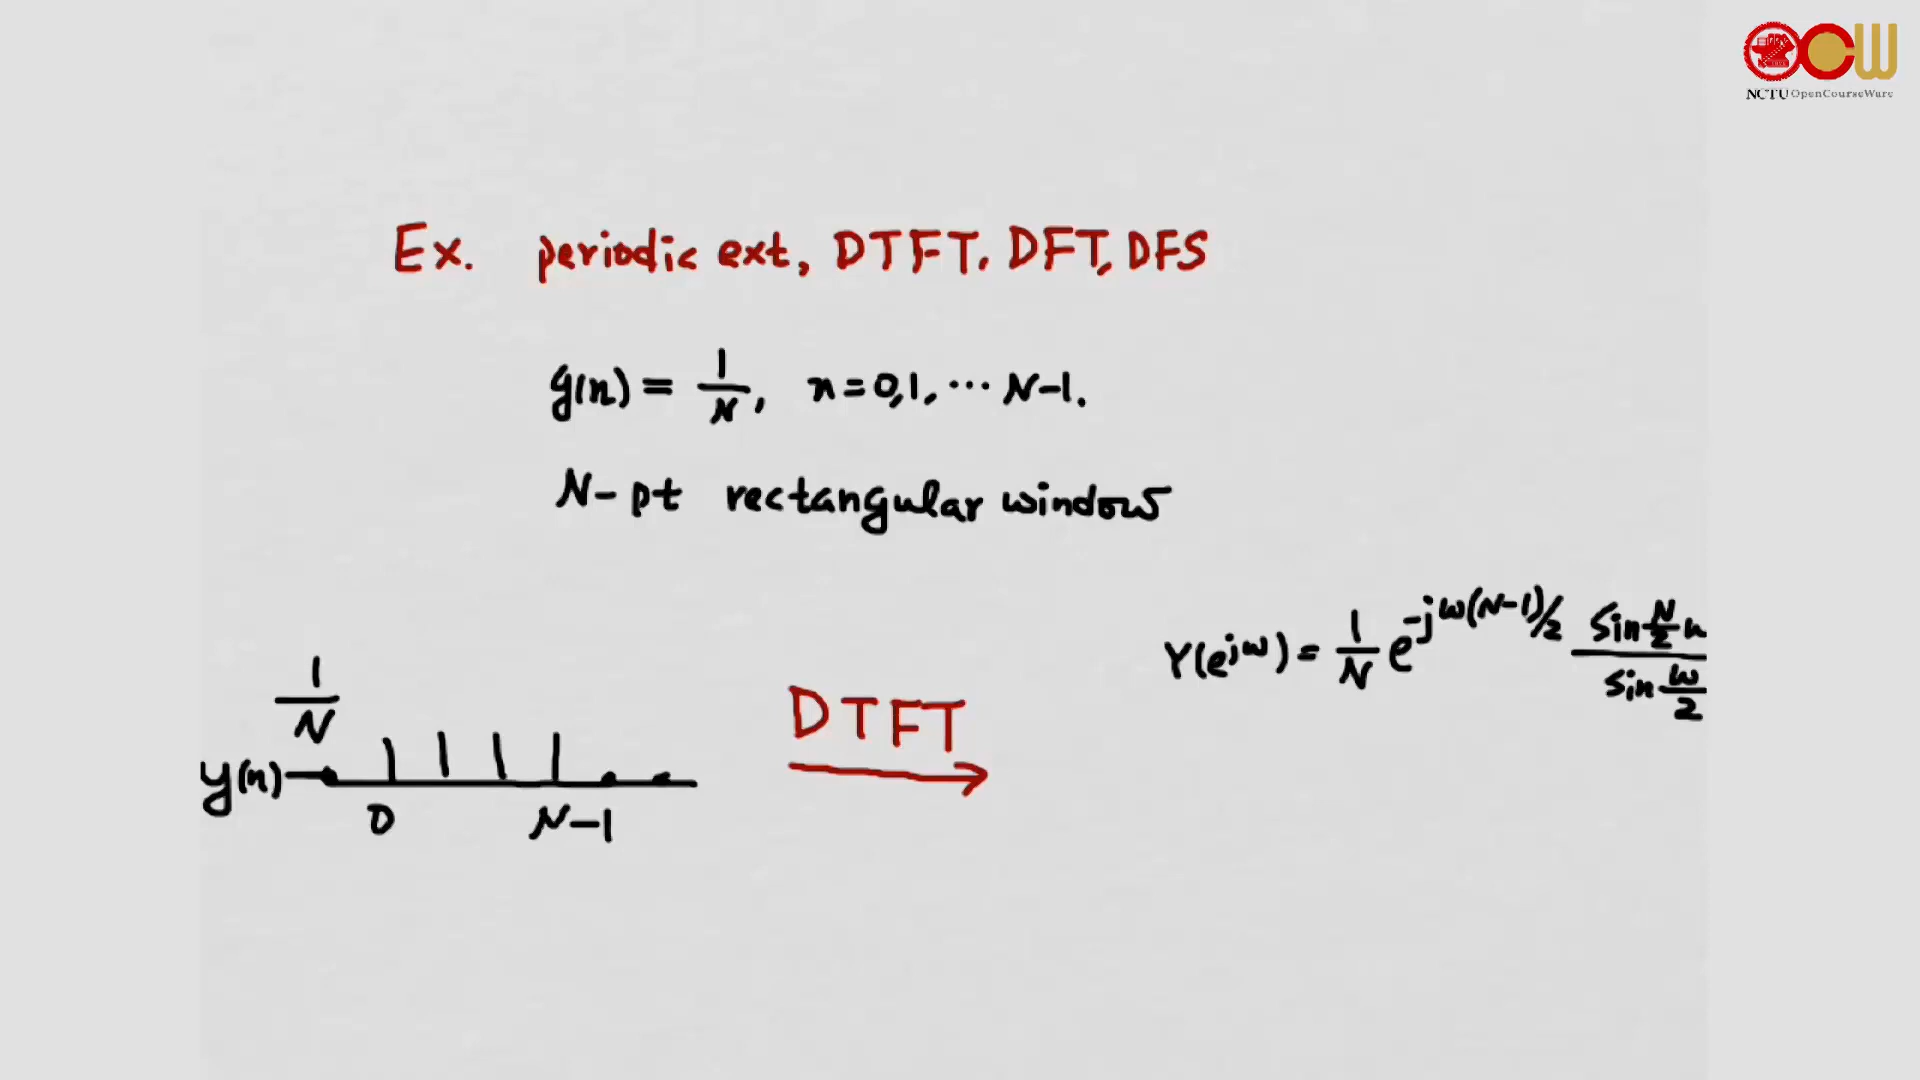 NCTU OpenCourseWare
Ex. periodic ext, DTFT, DFT, DFS
y(n) = 1/N, n = 0,1, ... N-1.
N-pt rectangular window
Y(e^{jω}) = 1/N e^{-jω(N-1)/2} sin N/2 / sin ω/2
1/N
DTFT
y(n)
0 N-1